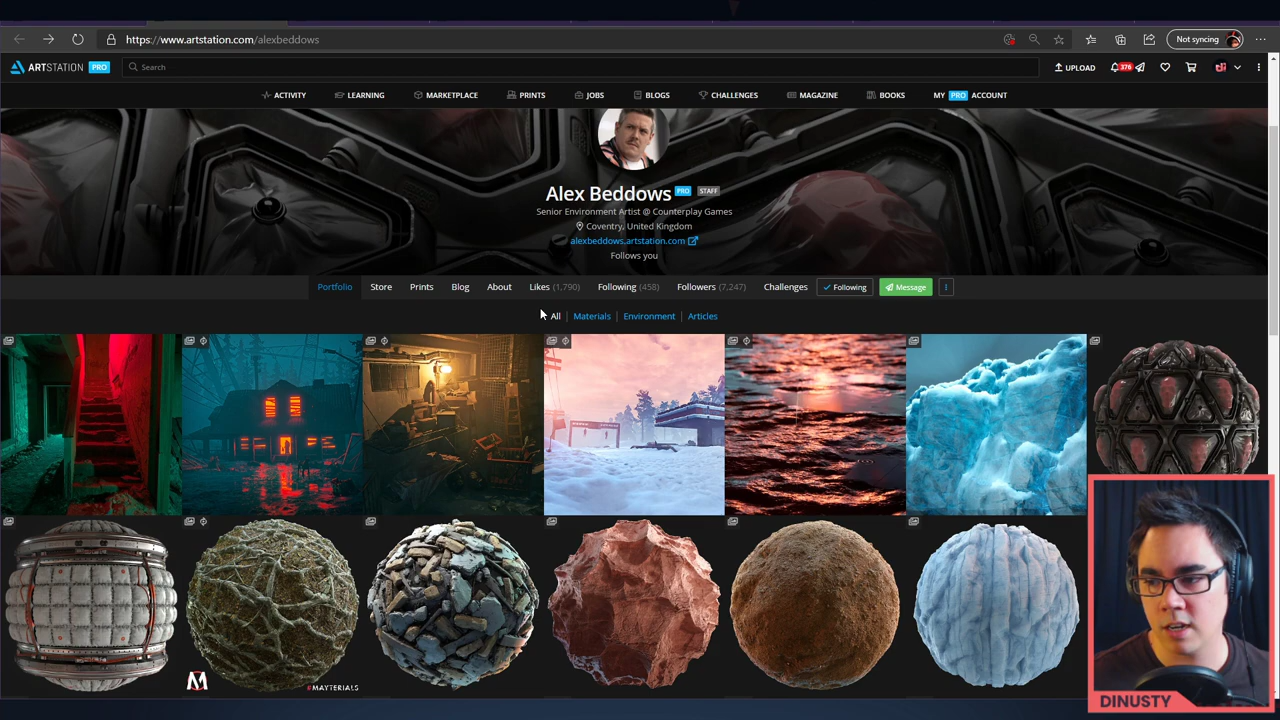 https://www.artstation.com/alexbeddows
Not syncing
ARTSTATION PRO
Search
UPLOAD
376
ACTIVITY
LEARNING
MARKETPLACE
PRINTS
JOBS
BLOGS
CHALLENGES
MAGAZINE
BOOKS
MY PRO ACCOUNT
Alex Beddows PRO STAFF
Senior Environment Artist @ Counterplay Games
Coventry, United Kingdom
alexbeddows.artstation.com
Follows you
Portfolio
Store
Prints
Blog
About
Likes (1,790)
Following (458)
Followers (7,247)
Challenges
Following
Message
All | Materials | Environment | Articles
M
#MAYTERIALS
DINUSTY